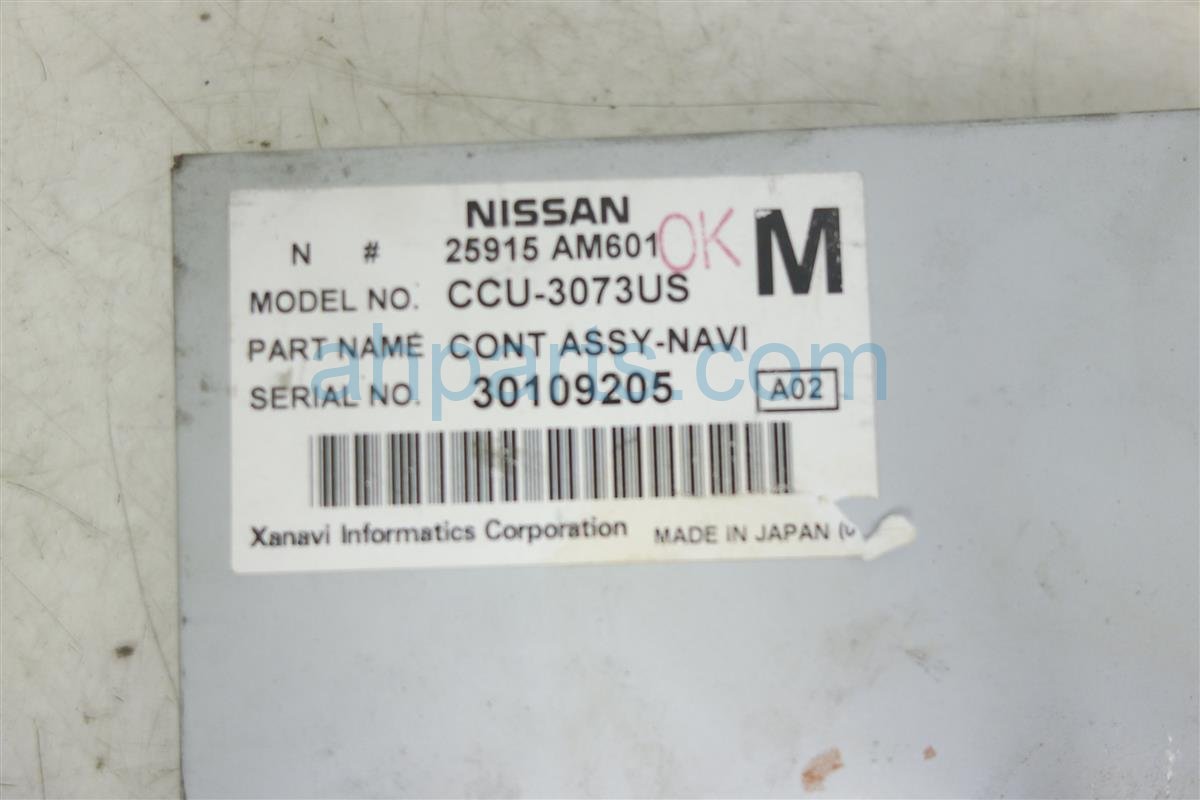 NISSAN
N # 25915 AM601 OK M
MODEL NO. CCU-3073US
PART NAME CONT ASSY-NAVI
ahparts.com
SERIAL NO. 30109205 A02
Xanavi Informatics Corporation MADE IN JAPAN